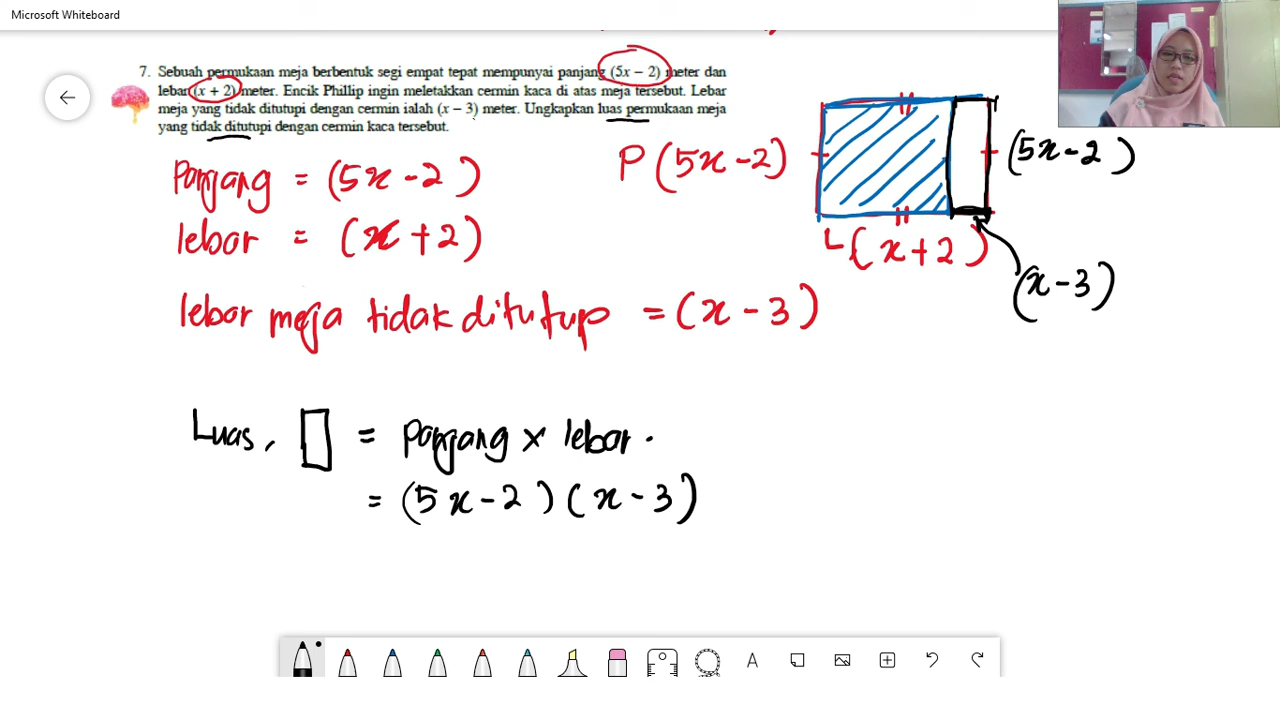 Microsoft Whiteboard
7. Sebuah permukaan meja berbentuk segi empat tepat mempunyai panjang (5x − 2) meter dan
lebar (x + 2) meter. Encik Phillip ingin meletakkan cermin kaca di atas meja tersebut. Lebar
meja yang tidak ditutupi dengan cermin ialah (x − 3) meter. Ungkapkan luas permukaan meja
yang tidak ditutupi dengan cermin kaca tersebut.
Panjang = (5x - 2)
lebar = (x + 2)
P (5x - 2)
(5x - 2)
L (x + 2)
(x - 3)
lebar meja tidak ditutup = (x - 3)
Luas, = panjang x lebar.
= (5x - 2) (x - 3)
A